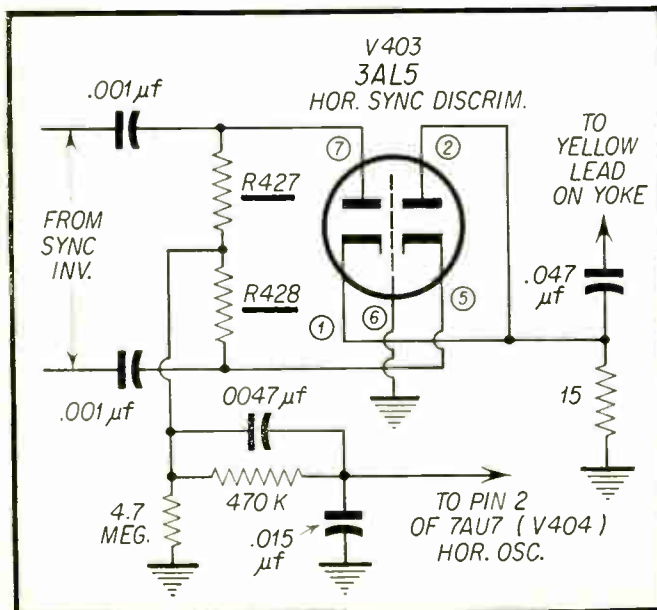 V403
3AL5
HOR. SYNC DISCRIM.
.001 µf
7
2
TO
YELLOW
LEAD
ON YOKE
R427
FROM
SYNC
INV.
R428
.047
µf
1
6
5
.001 µf
0047 µf
15
470 K
4.7
MEG.
.015
µf
TO PIN 2
OF 7AU7 (V404)
HOR. OSC.